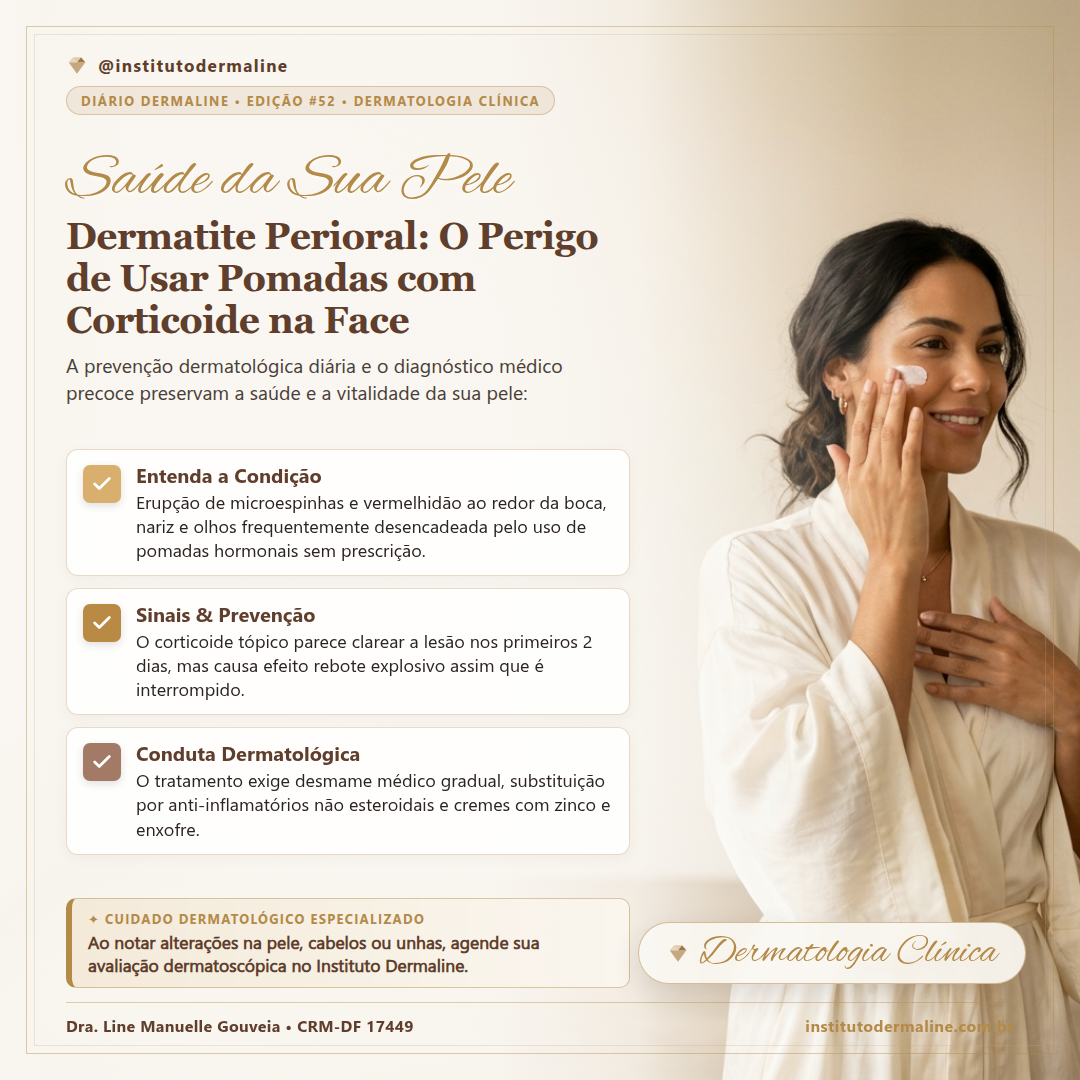 @institutodermaline
DIÁRIO DERMALINE • EDIÇÃO #52 • DERMATOLOGIA CLÍNICA
Saúde da Sua Pele
Dermatite Perioral: O Perigo
de Usar Pomadas com
Corticoide na Face
A prevenção dermatológica diária e o diagnóstico médico
precoce preservam a saúde e a vitalidade da sua pele:
Entenda a Condição
Erupção de microespinhas e vermelhidão ao redor da boca,
nariz e olhos frequentemente desencadeada pelo uso de
pomadas hormonais sem prescrição.
Sinais & Prevenção
O corticoide tópico parece clarear a lesão nos primeiros 2
dias, mas causa efeito rebote explosivo assim que é
interrompido.
Conduta Dermatológica
O tratamento exige desmame médico gradual, substituição
por anti-inflamatórios não esteroidais e cremes com zinco e
enxofre.
✦ CUIDADO DERMATOLÓGICO ESPECIALIZADO
Ao notar alterações na pele, cabelos ou unhas, agende sua
avaliação dermatoscópica no Instituto Dermaline.
Dermatologia Clínica
Dra. Line Manuelle Gouveia • CRM-DF 17449
institutodermaline.com.br